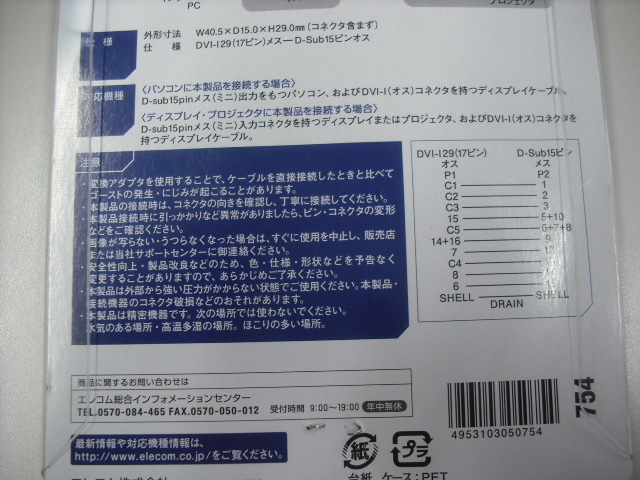 PC
プロジェクタ
仕様
外形寸法 W40.5×D15.0×H29.0mm(コネクタ含まず)
仕 様 DVI-I29(17ピン)メス―D-Sub15ピンオス
対応機種
〈パソコンに本製品を接続する場合〉
D-sub15pinメス(ミニ)出力をもつパソコン、およびDVI-I(オス)コネクタを持つディスプレイケーブル。
〈ディスプレイ・プロジェクタに本製品を接続する場合〉
D-sub15pinメス(ミニ)入力コネクタを持つディスプレイまたはプロジェクタ、およびDVI-I(オス)コネクタを
持つディスプレイケーブル。
注意
・変換アダプタを使用することで、ケーブルを直接接続したときと比べて
ゴーストの発生・にじみが起こることがあります。
・本製品の接続時は、コネクタの向きを確認し、丁寧に接続してください。
・本製品接続時に引っかかりなど異常がありましたら、ピン・コネクタの変形
などをご確認ください。
・画像が写らない・うつらなくなった場合は、すぐに使用を中止し、販売店
または当社サポートセンターに御連絡ください。
・安全性向上・製品改良などのため、色・仕様・形状などを予告なく
変更することがありますので、あらかじめご了承ください。
・本製品は外部から強い圧力がかからない状態でご使用ください。本製品・
接続機器のコネクタ破損などのおそれがあります。
・本製品は精密機器です。次の場所では使わないでください。
水気のある場所・高温多湿の場所。ほこりの多い場所。
DVI-I29(17ピン) D-Sub15ピン
オス メス
P1 P2
C1 1
C2 2
C3 3
15 5+10
C5 6+7+8
14+16 9
7 12
C4 13
8 14
6 15
SHELL DRAIN SHELL
商品に関するお問い合わせは
エレコム総合インフォメーションセンター
TEL.0570-084-465 FAX.0570-050-012 受付時間 9:00～19:00 年中無休
最新情報や対応機種情報は、
http://www.elecom.co.jp/をご覧ください。
エレコム株式会社
紙
プラ
台紙 ケース:PET
4953103050754
754